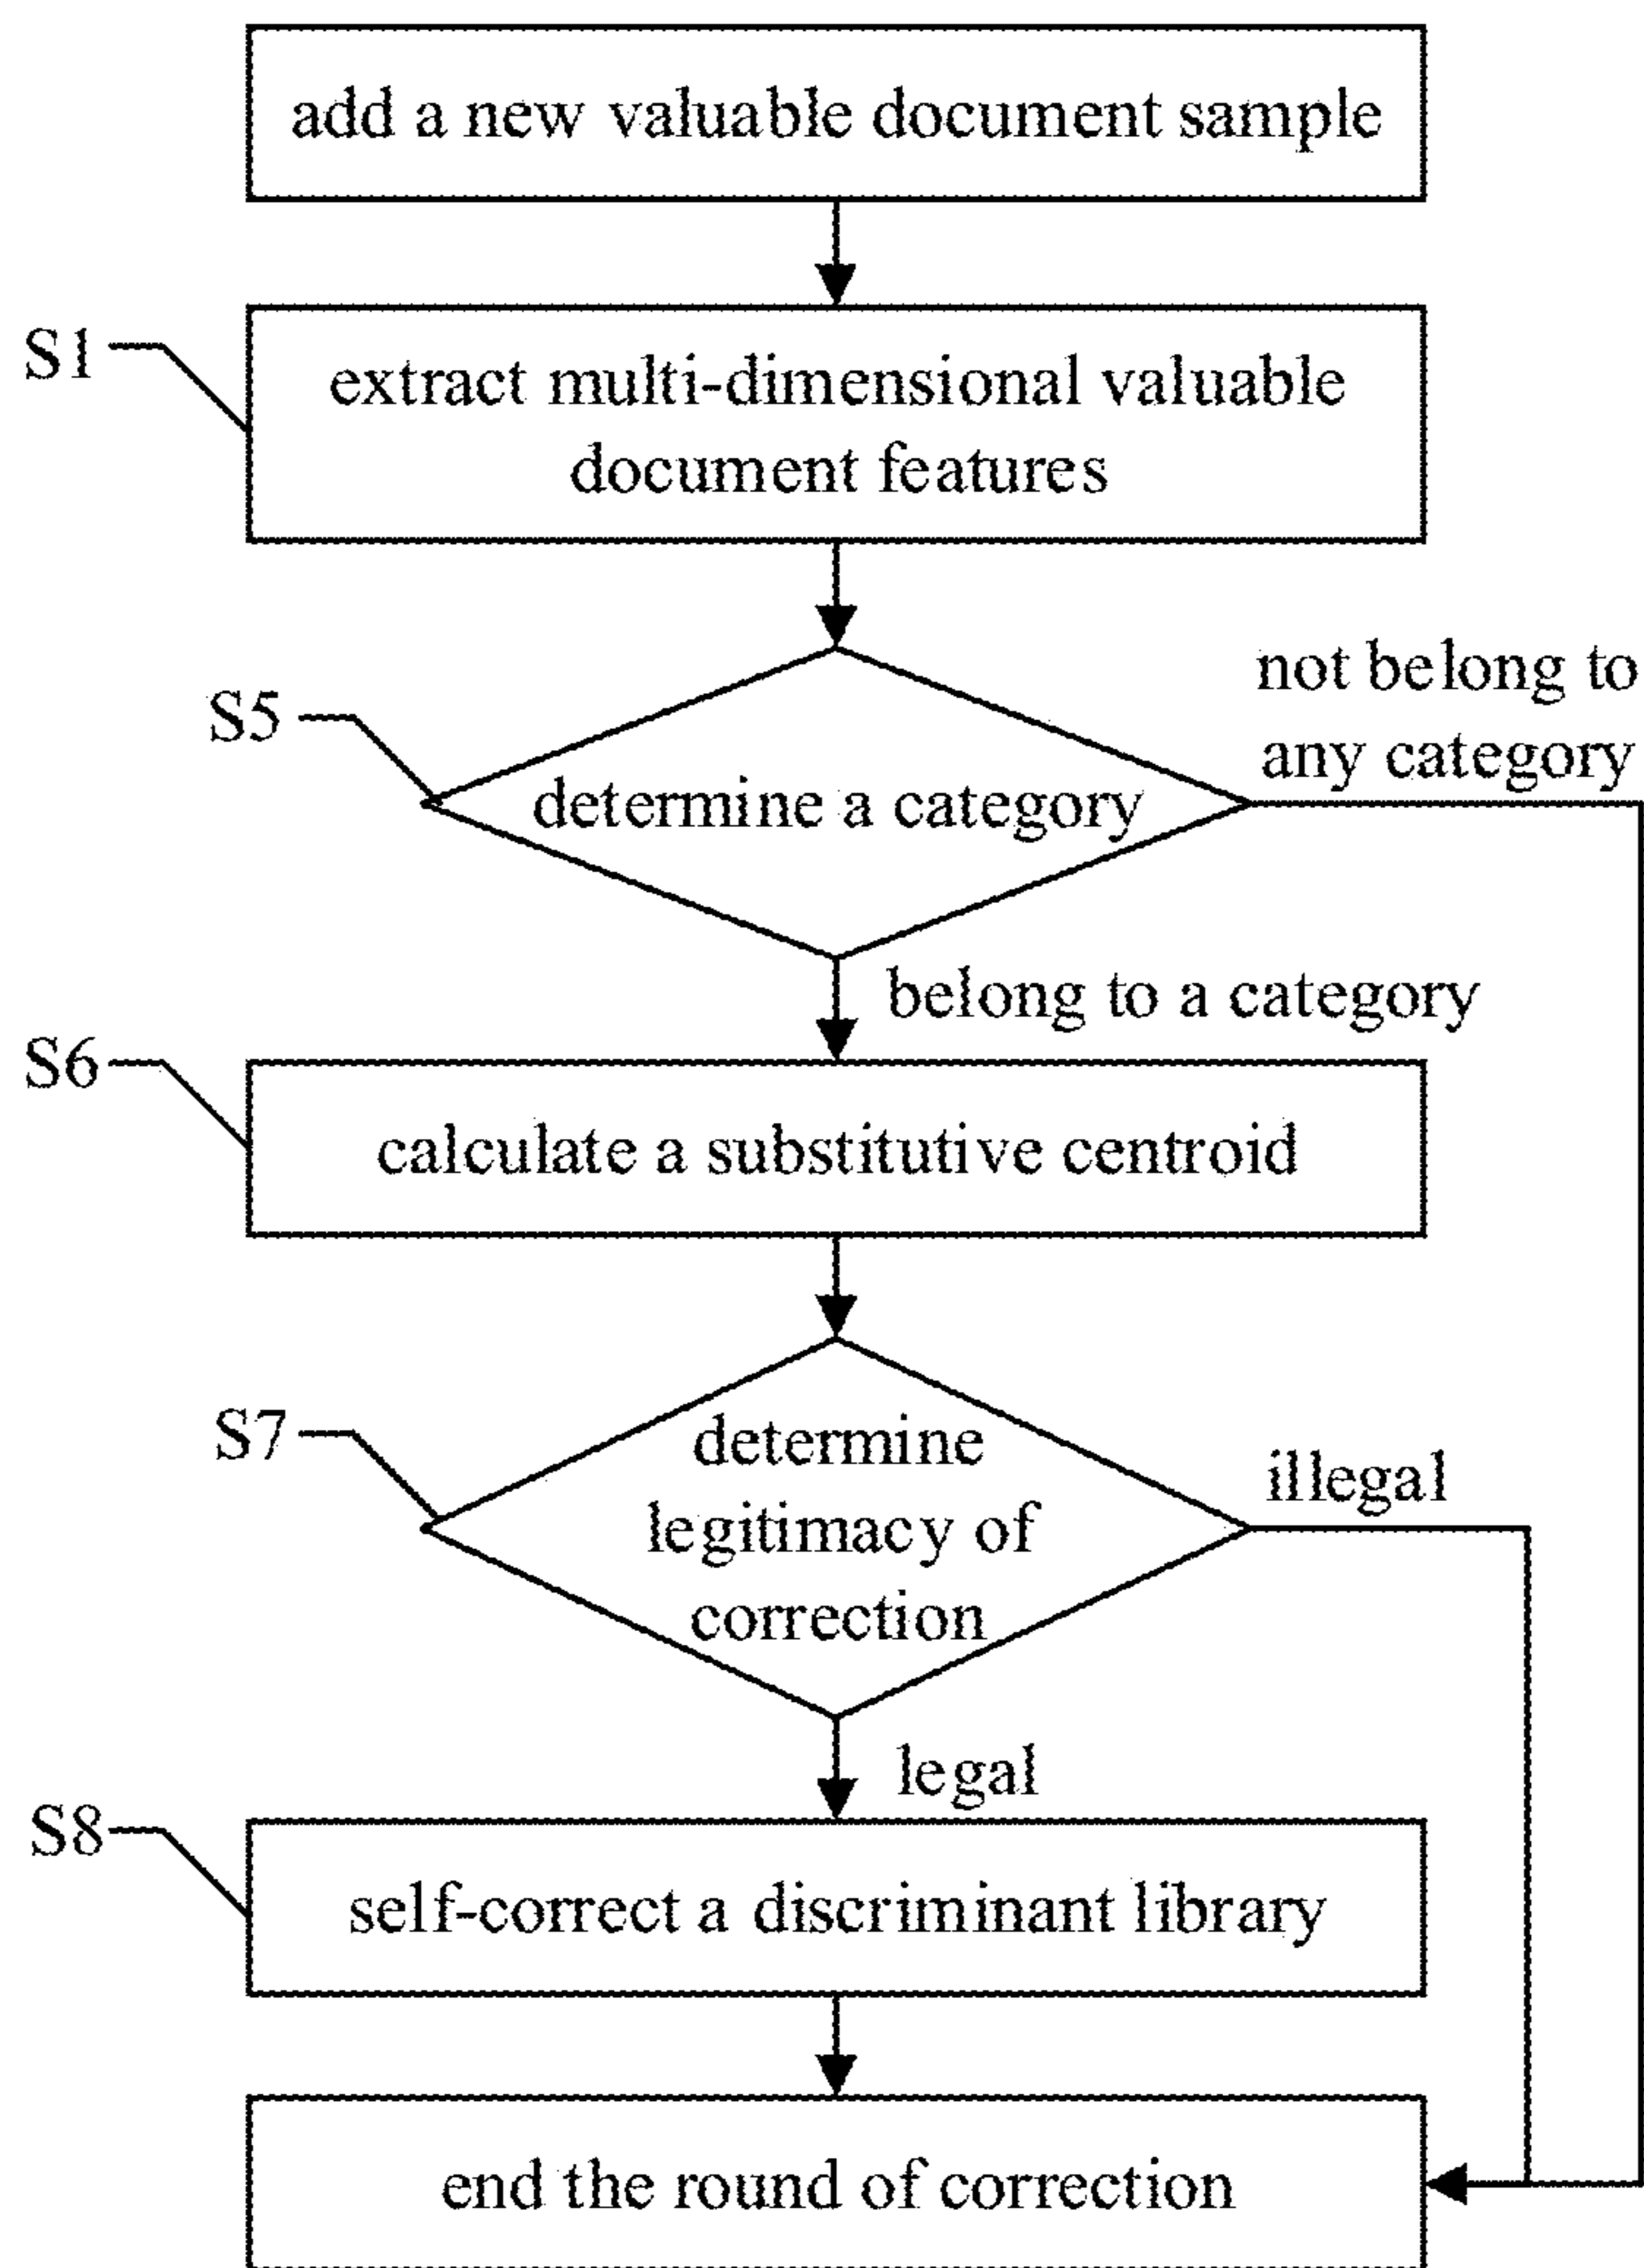 add a new valuable document sample
S1
extract multi-dimensional valuable
document features
S5
determine a category
not belong to
any category
belong to a category
S6
calculate a substitutive centroid
S7
determine
legitimacy of
correction
illegal
legal
S8
self-correct a discriminant library
end the round of correction